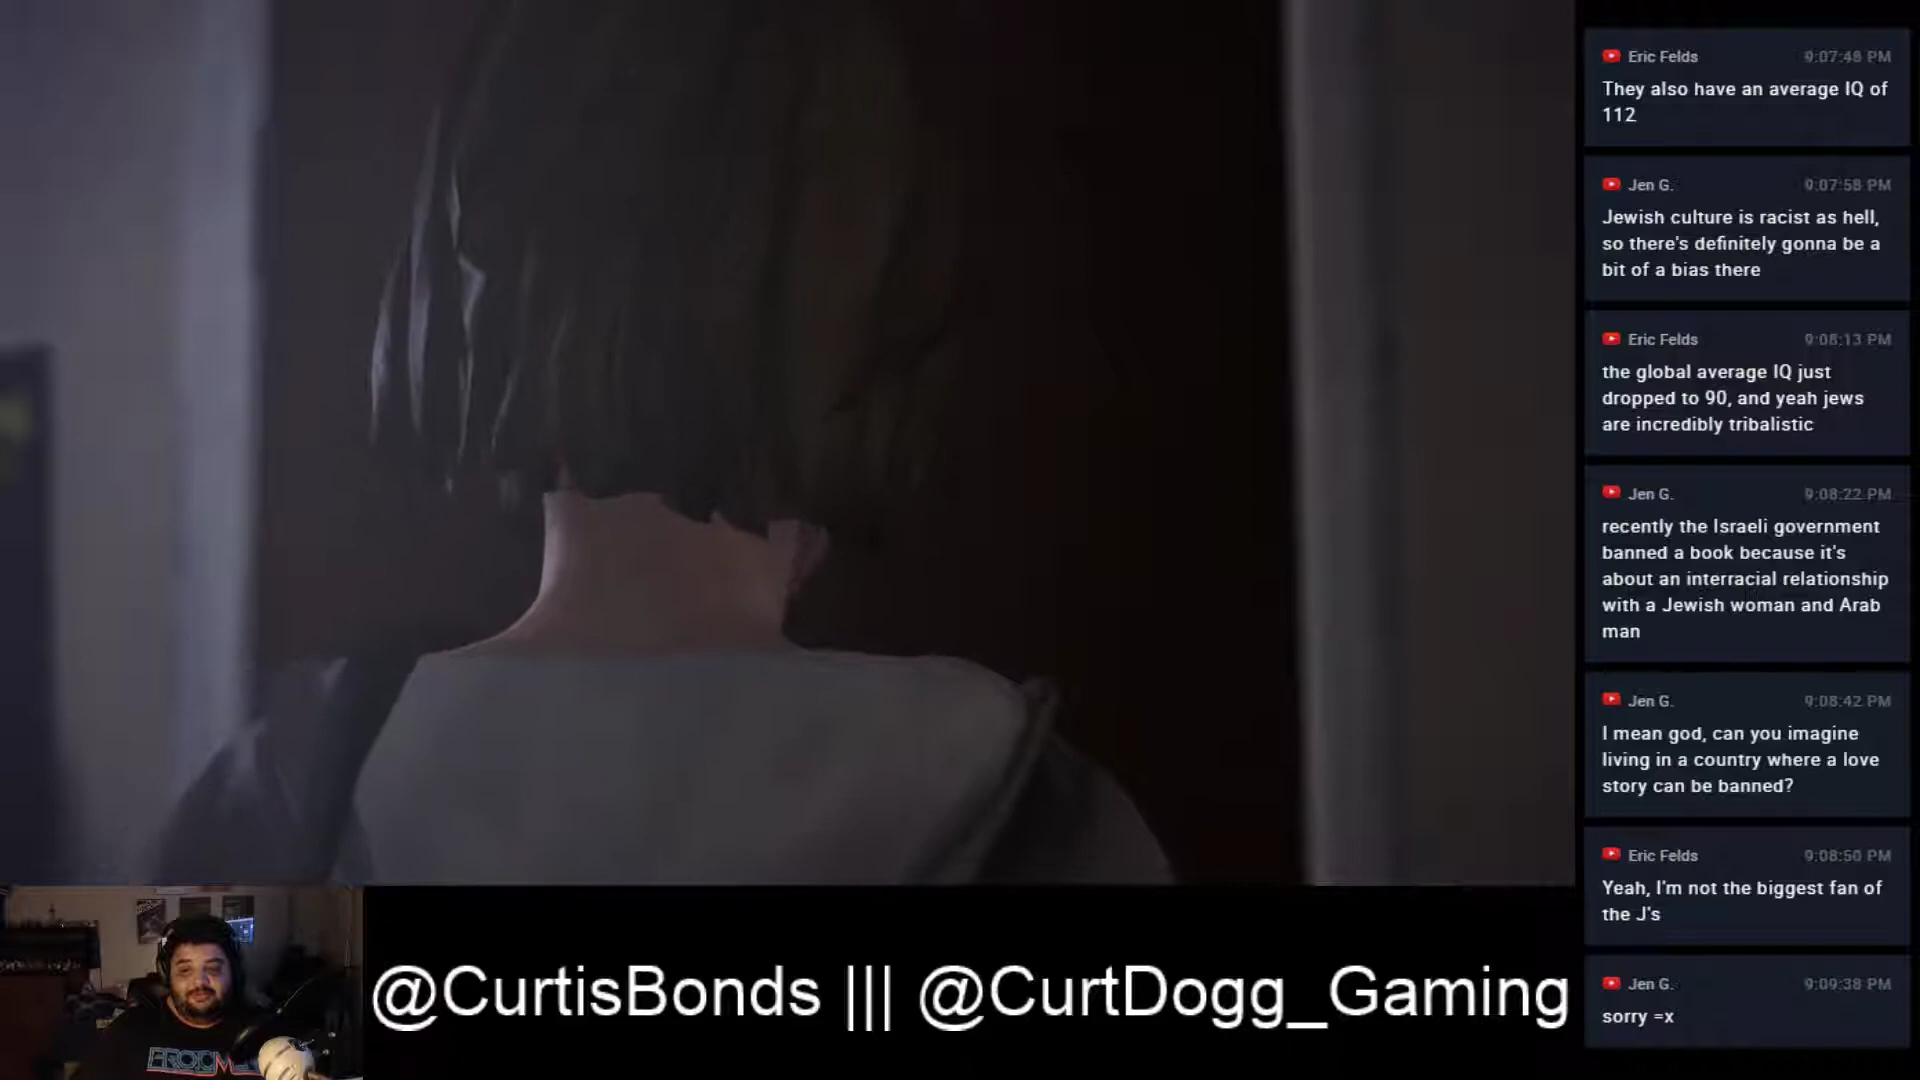 Eric Felds 9:07:48 PM
They also have an average IQ of
112
Jen G. 9:07:58 PM
Jewish culture is racist as hell,
so there's definitely gonna be a
bit of a bias there
Eric Felds 9:08:13 PM
the global average IQ just
dropped to 90, and yeah jews
are incredibly tribalistic
Jen G. 9:08:22 PM
recently the Israeli government
banned a book because it's
about an interracial relationship
with a Jewish woman and Arab
man
Jen G. 9:08:42 PM
I mean god, can you imagine
living in a country where a love
story can be banned?
Eric Felds 9:08:50 PM
Yeah, I'm not the biggest fan of
the J's
Jen G. 9:09:38 PM
sorry =x
@CurtisBonds ||| @CurtDogg_Gaming